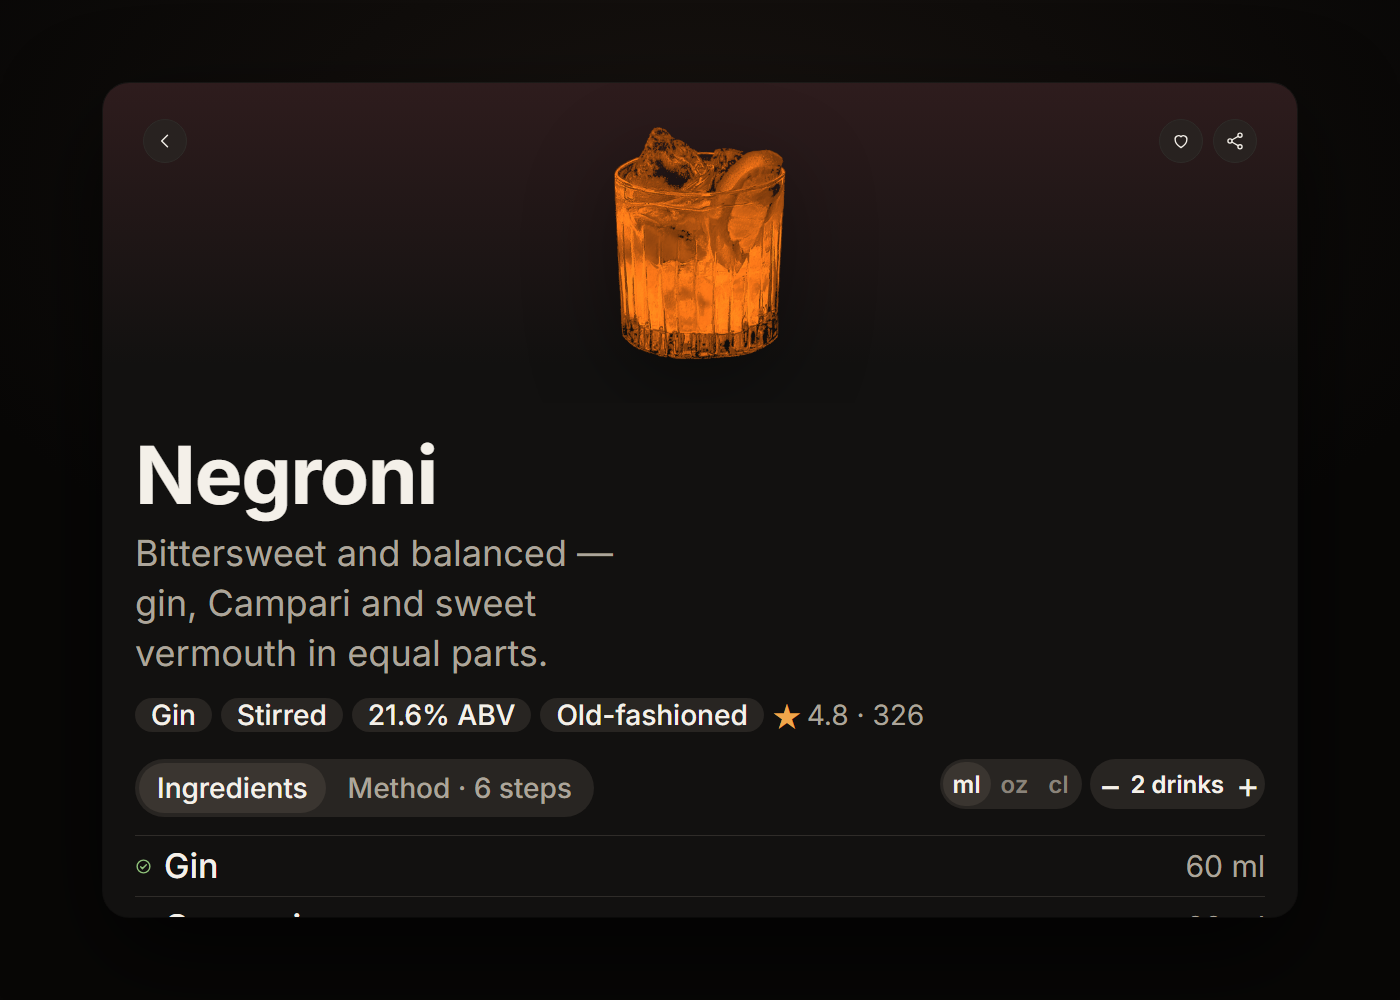 Negroni
Bittersweet and balanced —
gin, Campari and sweet
vermouth in equal parts.
Gin Stirred 21.6% ABV Old-fashioned ★ 4.8 · 326
Ingredients Method · 6 steps ml oz cl − 2 drinks +
Gin 60 ml